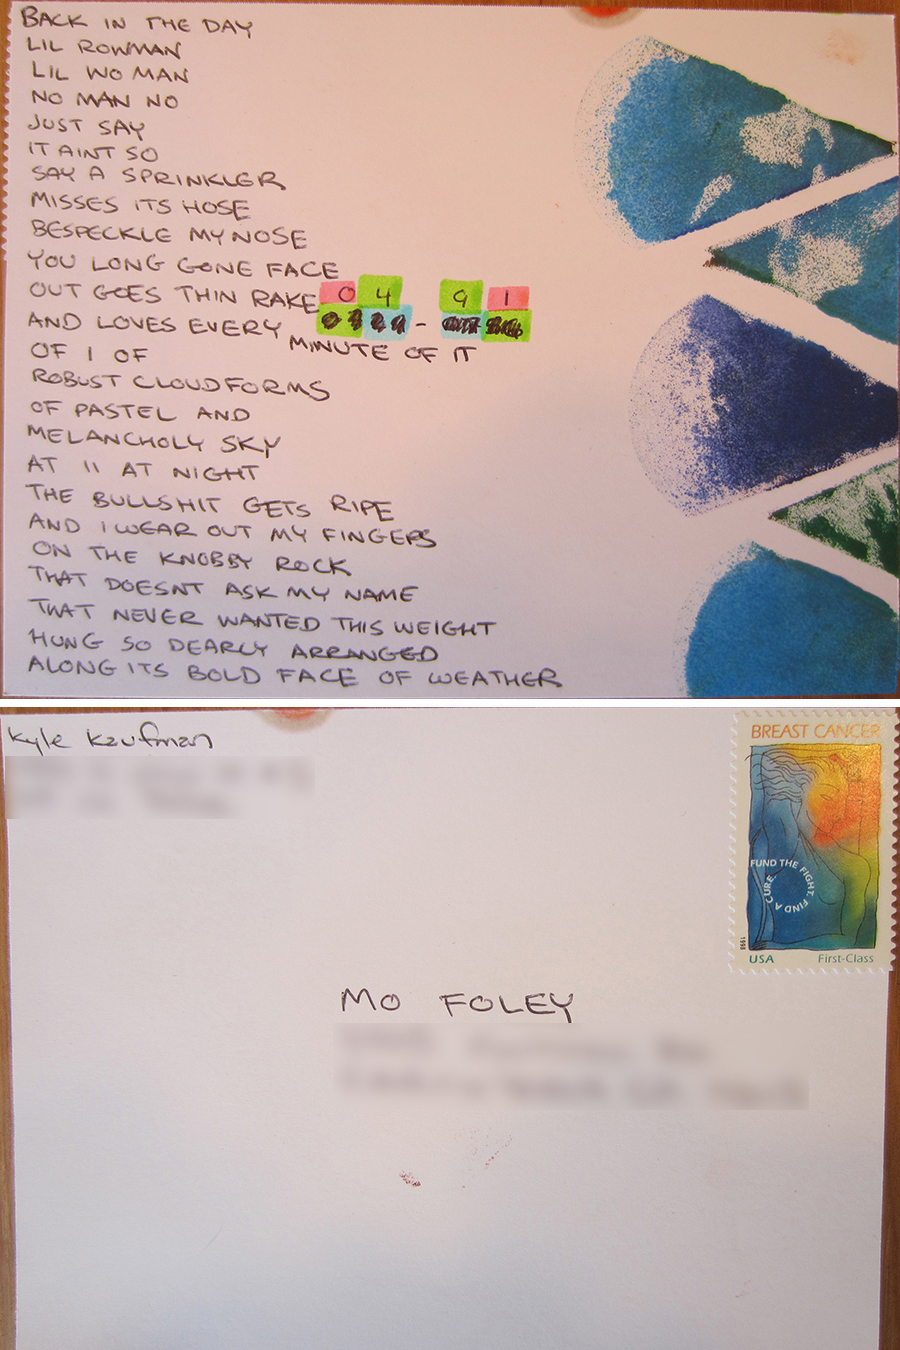 BACK IN THE DAY
LIL ROWMAN
LIL WO MAN
NO MAN NO
JUST SAY
IT AINT SO
SAY A SPRINKLER
MISSES ITS HOSE
BESPECKLE MY NOSE
YOU LONG GONE FACE
OUT GOES THIN RAKE 04 91
AND LOVES EVERY -
MINUTE OF IT
OF 1 OF
ROBUST CLOUDFORMS
OF PASTEL AND
MELANCHOLY SKY
AT 11 AT NIGHT
THE BULLSHIT GETS RIPE
AND I WEAR OUT MY FINGERS
ON THE KNOBBY ROCK
THAT DOESNT ASK MY NAME
THAT NEVER WANTED THIS WEIGHT
HUNG SO DEARLY ARRANGED
ALONG ITS BOLD FACE OF WEATHER
Kyle Kaufman
BREAST CANCER
FUND THE FIGHT. FIND A CURE.
1998
USA First-Class
MO FOLEY